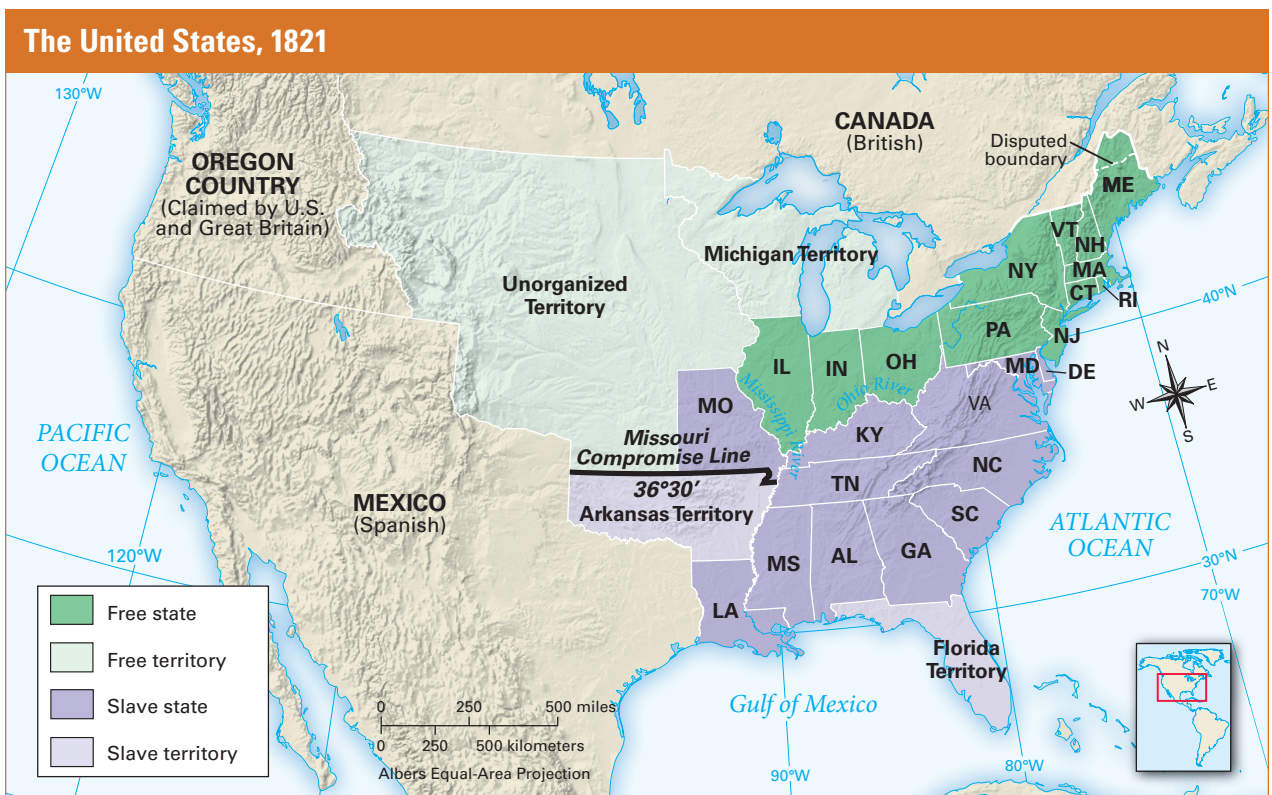 The United States, 1821
130°W
CANADA
(British)
Disputed
boundary
OREGON
COUNTRY
(Claimed by U.S.
and Great Britain)
ME
VT
NH
Michigan Territory
NY
MA
Unorganized
Territory
CT
RI
40°N
PA
NJ
IL
IN
OH
MD
DE
N
E
W
S
Mississippi River
Ohio River
MO
VA
KY
PACIFIC
OCEAN
Missouri
Compromise Line
36°30′
NC
TN
Arkansas Territory
MEXICO
(Spanish)
SC
ATLANTIC
OCEAN
MS
AL
GA
120°W
30°N
70°W
LA
Florida
Territory
Gulf of Mexico
Free state
Free territory
Slave state
Slave territory
0 250 500 miles
0 250 500 kilometers
Albers Equal-Area Projection
90°W
80°W